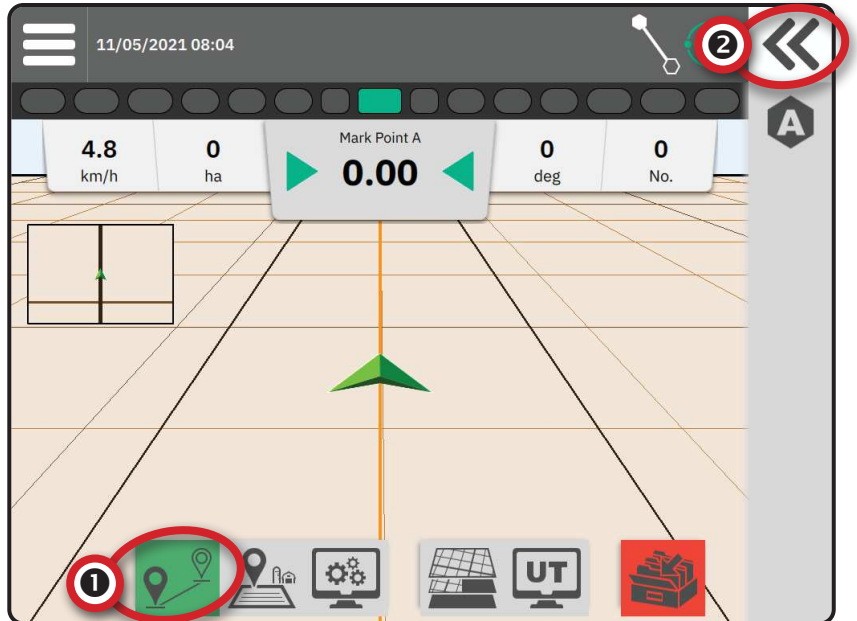 11/05/2021 08:04
2
A
4.8
km/h
0
ha
Mark Point A
0.00
0
deg
0
No.
1
UT